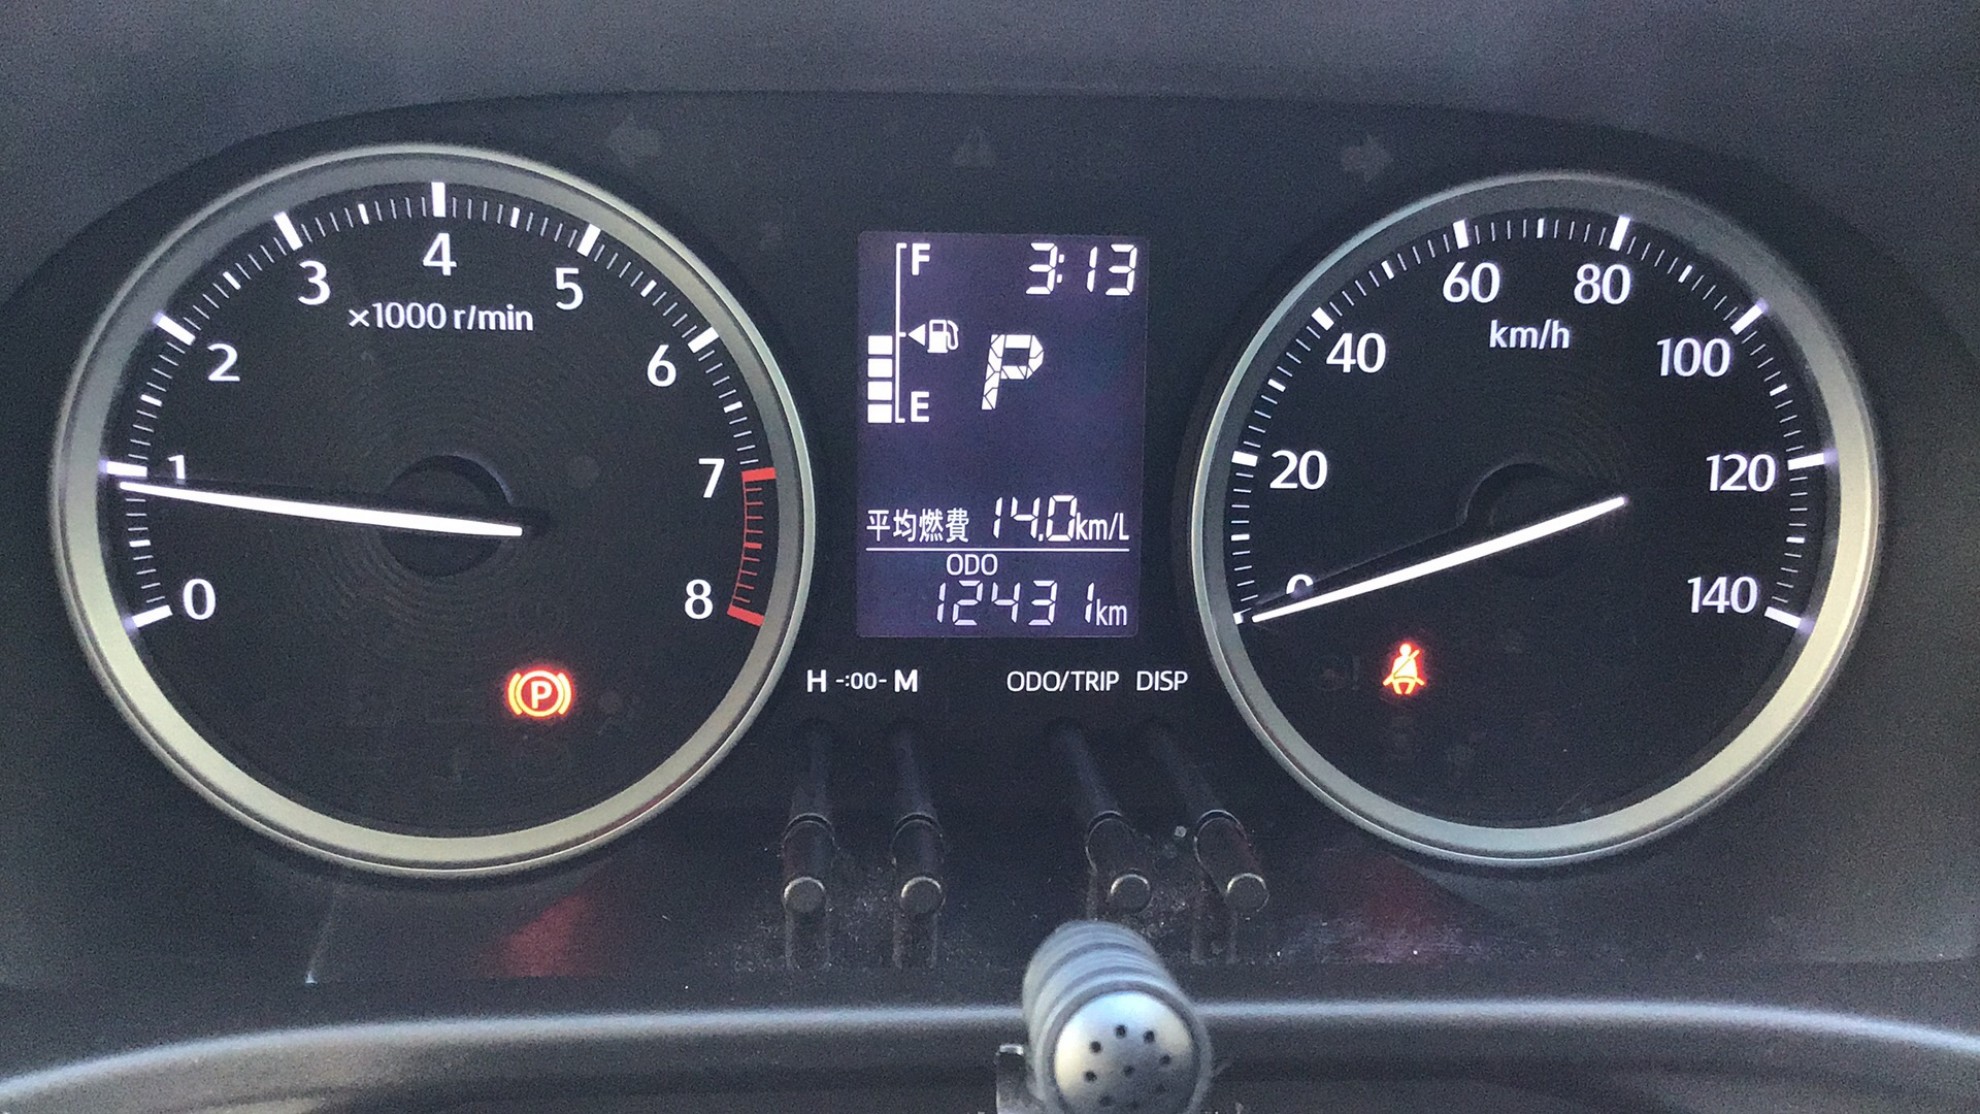 0
1
2
3
4
5
6
7
8
×1000 r/min
P
F
E
3:13
P
平均燃費 14.0km/L
ODO
12431km
H -:00- M
ODO/TRIP DISP
0
20
40
60
80
100
120
140
km/h